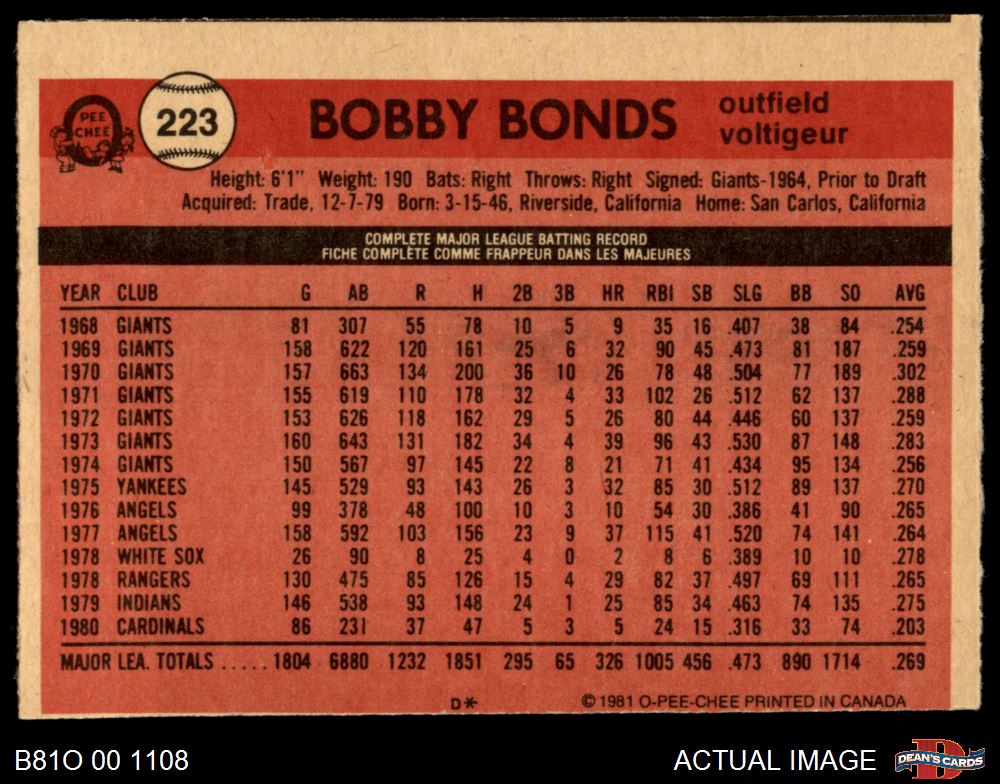 PEE CHEE
223
BOBBY BONDS
outfield
voltigeur
Height: 6'1" Weight: 190 Bats: Right Throws: Right Signed: Giants-1964, Prior to Draft
Acquired: Trade, 12-7-79 Born: 3-15-46, Riverside, California Home: San Carlos, California
COMPLETE MAJOR LEAGUE BATTING RECORD
FICHE COMPLÈTE COMME FRAPPEUR DANS LES MAJEURES
YEAR CLUB G AB R H 2B 3B HR RBI SB SLG BB SO AVG
1968 GIANTS 81 307 55 78 10 5 9 35 16 .407 38 84 .254
1969 GIANTS 158 622 120 161 25 6 32 90 45 .473 81 187 .259
1970 GIANTS 157 663 134 200 36 10 26 78 48 .504 77 189 .302
1971 GIANTS 155 619 110 178 32 4 33 102 26 .512 62 137 .288
1972 GIANTS 153 626 118 162 29 5 26 80 44 .446 60 137 .259
1973 GIANTS 160 643 131 182 34 4 39 96 43 .530 87 148 .283
1974 GIANTS 150 567 97 145 22 8 21 71 41 .434 95 134 .256
1975 YANKEES 145 529 93 143 26 3 32 85 30 .512 89 137 .270
1976 ANGELS 99 378 48 100 10 3 10 54 30 .386 41 90 .265
1977 ANGELS 158 592 103 156 23 9 37 115 41 .520 74 141 .264
1978 WHITE SOX 26 90 8 25 4 0 2 8 6 .389 10 10 .278
1978 RANGERS 130 475 85 126 15 4 29 82 37 .497 69 111 .265
1979 INDIANS 146 538 93 148 24 1 25 85 34 .463 74 135 .275
1980 CARDINALS 86 231 37 47 5 3 5 24 15 .316 33 74 .203
MAJOR LEA. TOTALS ..... 1804 6880 1232 1851 295 65 326 1005 456 .473 890 1714 .269
D* © 1981 O-PEE-CHEE PRINTED IN CANADA
B81O 00 1108
ACTUAL IMAGE
DEAN'S CARDS